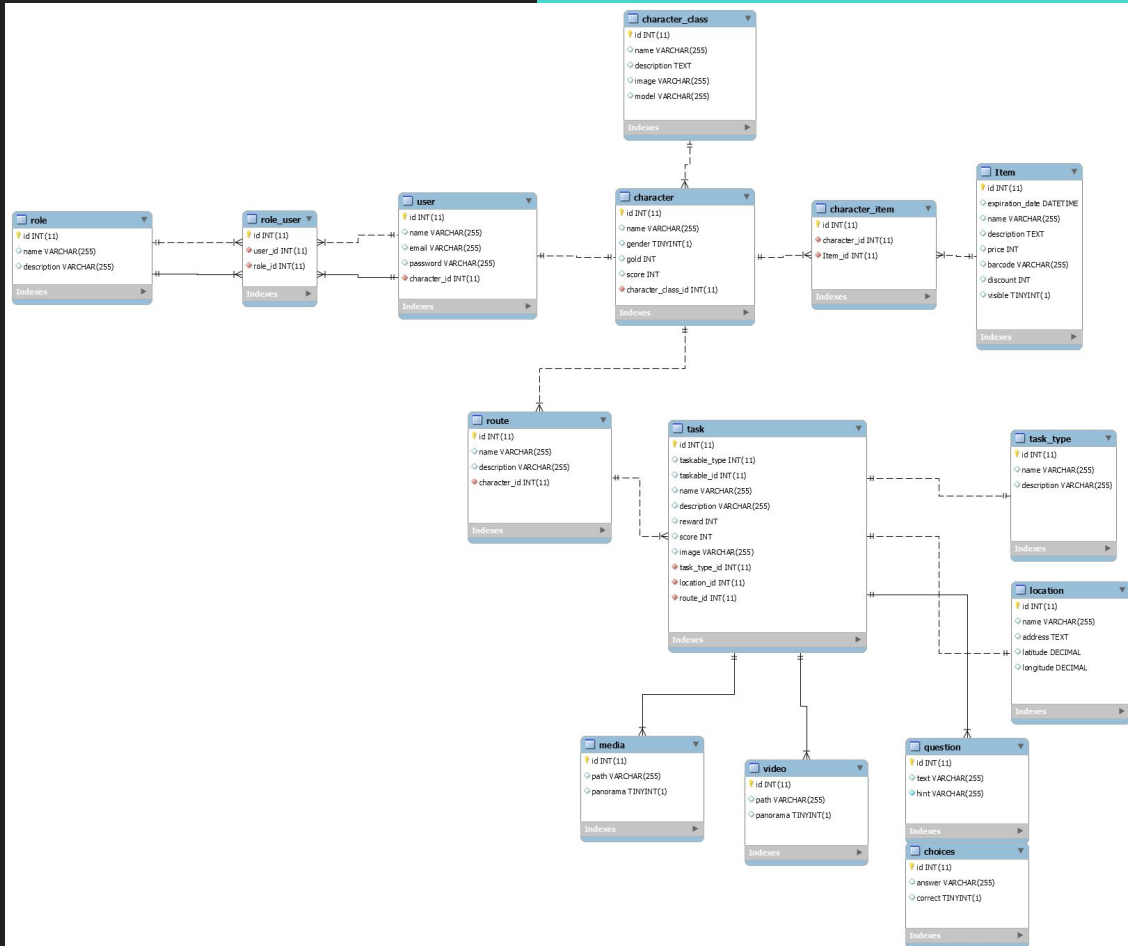 character_class
id INT(11)
name VARCHAR(255)
description TEXT
image VARCHAR(255)
model VARCHAR(255)
Indexes
role
id INT(11)
name VARCHAR(255)
description VARCHAR(255)
Indexes
role_user
id INT(11)
user_id INT(11)
role_id INT(11)
Indexes
user
id INT(11)
name VARCHAR(255)
email VARCHAR(255)
password VARCHAR(255)
character_id INT(11)
Indexes
character
id INT(11)
name VARCHAR(255)
gender TINYINT(1)
gold INT
score INT
character_class_id INT(11)
Indexes
character_item
id INT(11)
character_id INT(11)
Item_id INT(11)
Indexes
Item
id INT(11)
expiration_date DATETIME
name VARCHAR(255)
description TEXT
price INT
barcode VARCHAR(255)
discount INT
visible TINYINT(1)
Indexes
route
id INT(11)
name VARCHAR(255)
description VARCHAR(255)
character_id INT(11)
Indexes
task
id INT(11)
taskable_type INT(11)
taskable_id INT(11)
name VARCHAR(255)
description VARCHAR(255)
reward INT
score INT
image VARCHAR(255)
task_type_id INT(11)
location_id INT(11)
route_id INT(11)
Indexes
task_type
id INT(11)
name VARCHAR(255)
description VARCHAR(255)
Indexes
location
id INT(11)
name VARCHAR(255)
address TEXT
latitude DECIMAL
longitude DECIMAL
Indexes
media
id INT(11)
path VARCHAR(255)
panorama TINYINT(1)
Indexes
video
id INT(11)
path VARCHAR(255)
panorama TINYINT(1)
Indexes
question
id INT(11)
text VARCHAR(255)
hint VARCHAR(255)
Indexes
choices
id INT(11)
answer VARCHAR(255)
correct TINYINT(1)
Indexes